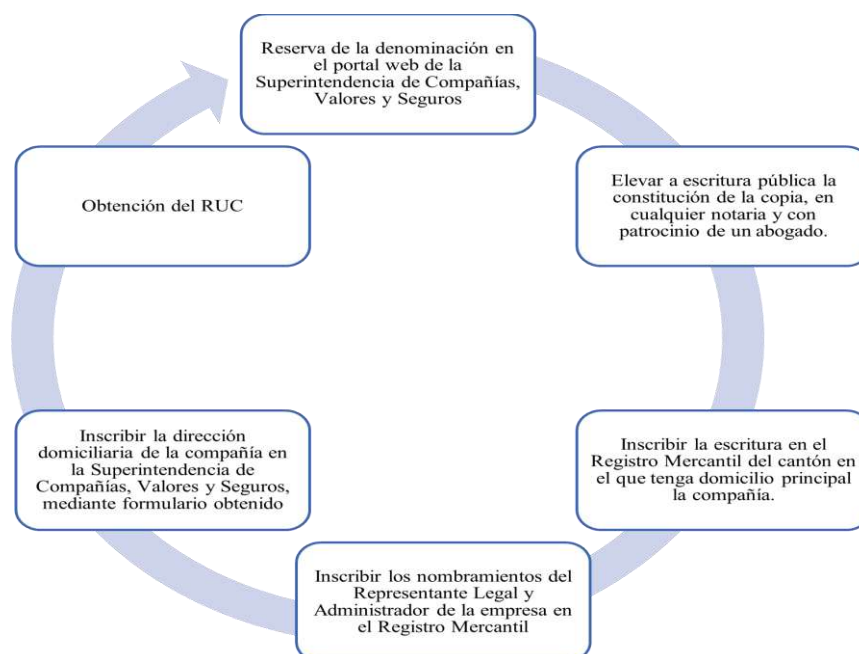 Reserva de la denominación en
el portal web de la
Superintendencia de Compañías,
Valores y Seguros
Elevar a escritura pública la
constitución de la copia, en
cualquier notaria y con
patrocinio de un abogado.
Inscribir la escritura en el
Registro Mercantil del cantón en
el que tenga domicilio principal
la compañía.
Inscribir los nombramientos del
Representante Legal y
Administrador de la empresa en
el Registro Mercantil
Inscribir la dirección
domiciliaria de la compañía en
la Superintendencia de
Compañías, Valores y Seguros,
mediante formulario obtenido
Obtención del RUC